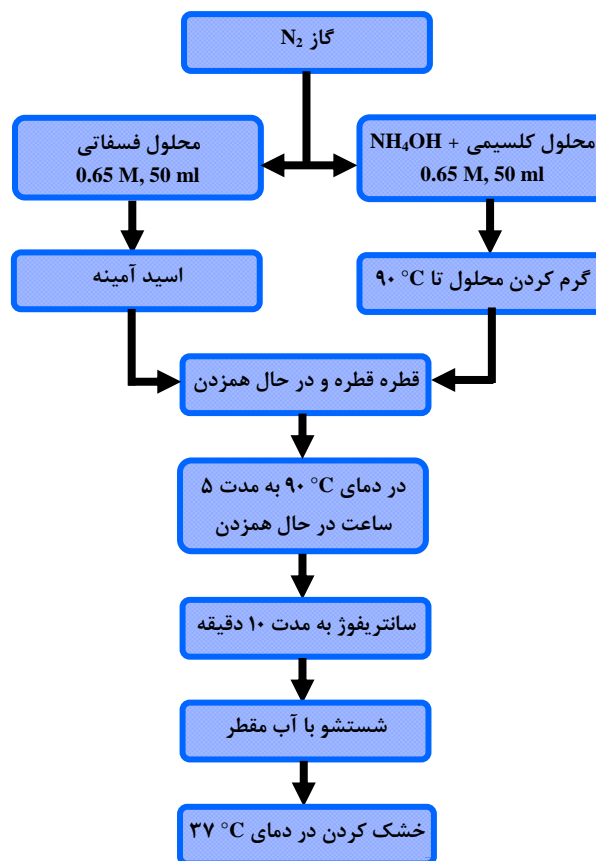 گاز N₂
محلول کلسیمی + NH₄OH
0.65 M, 50 ml
محلول فسفاتی
0.65 M, 50 ml
گرم کردن محلول تا ۹۰ °C
اسید آمینه
قطره قطره و در حال همزدن
در دمای ۹۰ °C به مدت ۵
ساعت در حال همزدن
سانتریفوژ به مدت ۱۰ دقیقه
شستشو با آب مقطر
خشک کردن در دمای ۳۷ °C